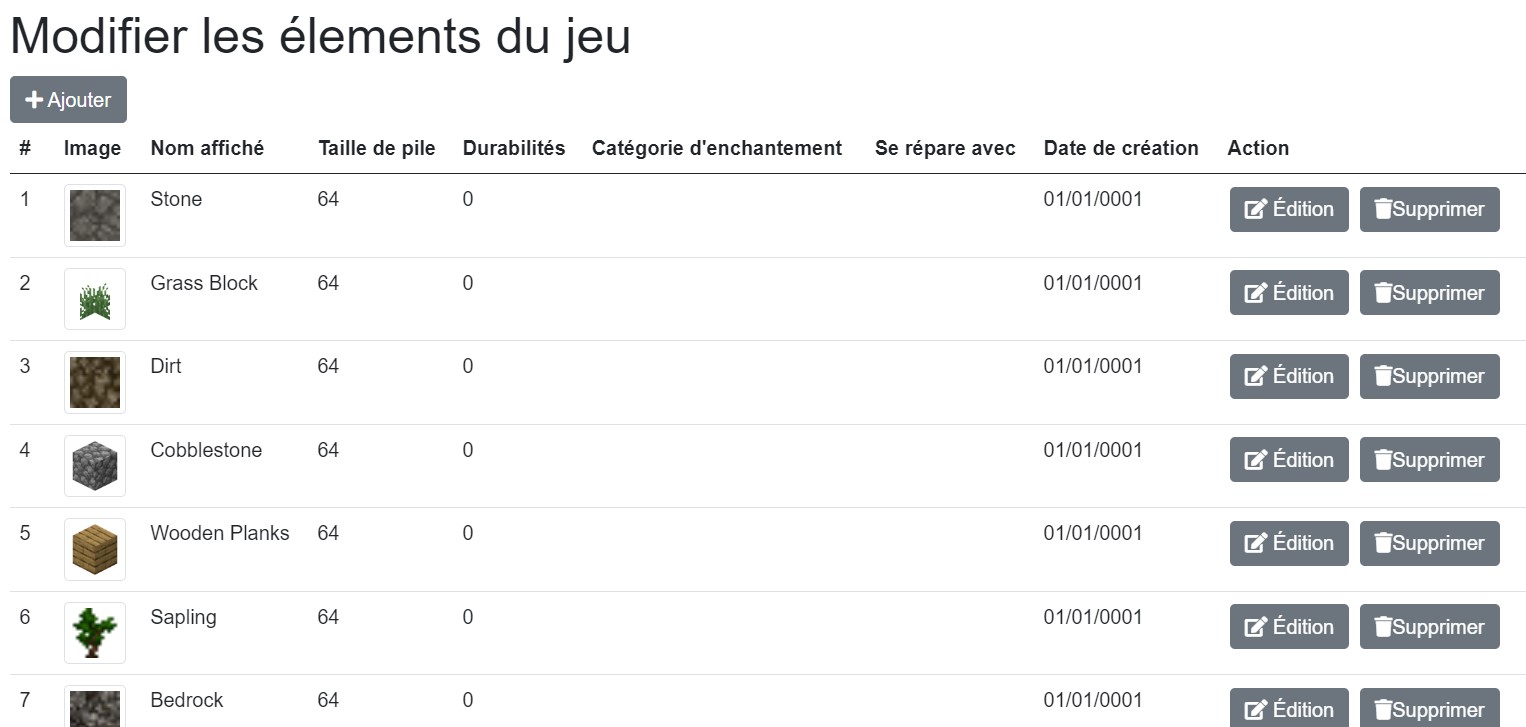 Modifier les élements du jeu
Ajouter
# Image Nom affiché Taille de pile Durabilités Catégorie d'enchantement Se répare avec Date de création Action
1 Stone 64 0 01/01/0001 Édition Supprimer
2 Grass Block 64 0 01/01/0001 Édition Supprimer
3 Dirt 64 0 01/01/0001 Édition Supprimer
4 Cobblestone 64 0 01/01/0001 Édition Supprimer
5 Wooden Planks 64 0 01/01/0001 Édition Supprimer
6 Sapling 64 0 01/01/0001 Édition Supprimer
7 Bedrock 64 0 01/01/0001 Édition Supprimer